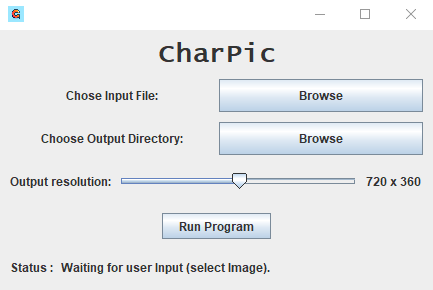 CharPic
Chose Input File: Browse
Choose Output Directory: Browse
Output resolution: 720 x 360
Run Program
Status : Waiting for user Input (select Image).